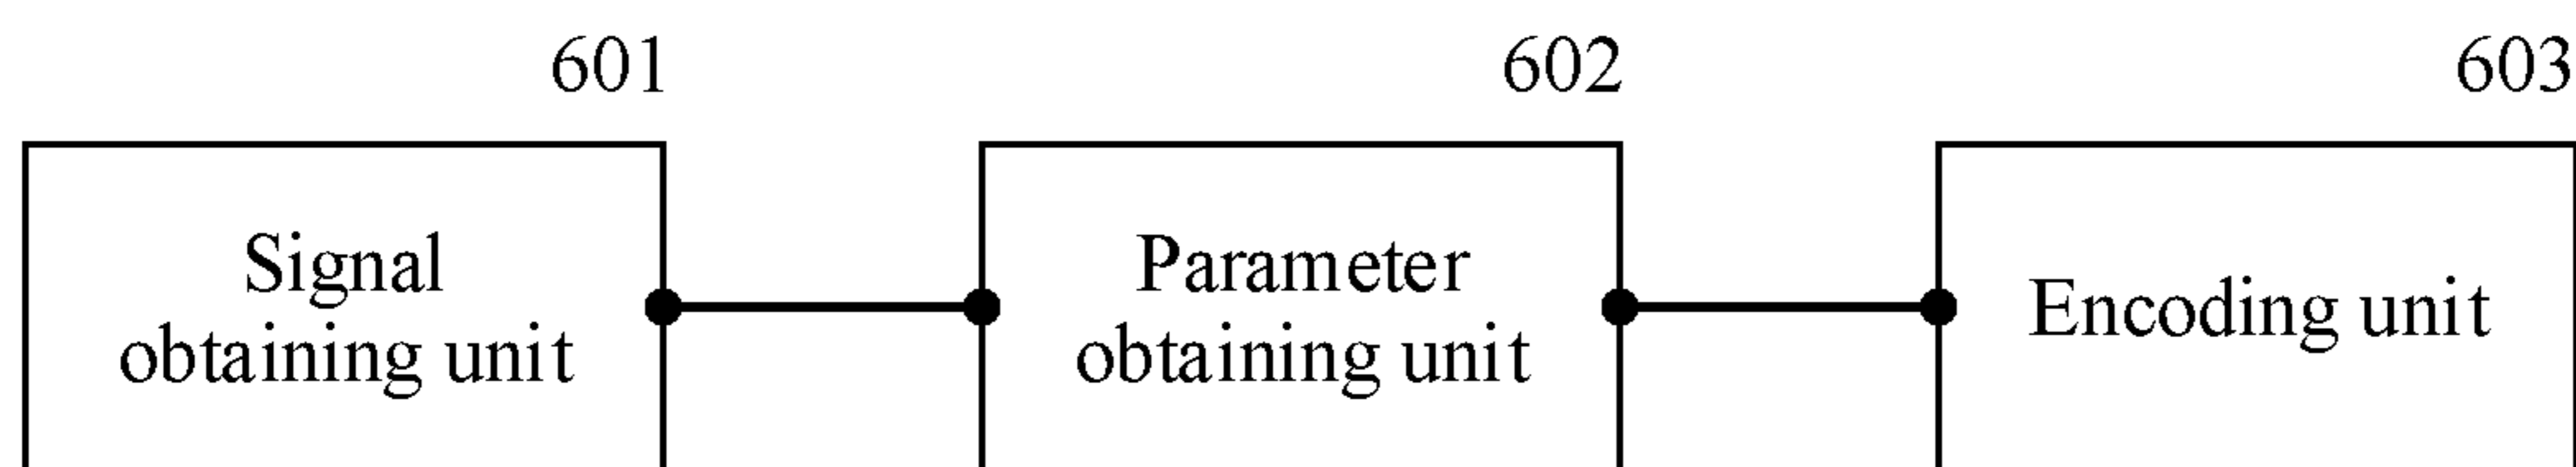 601
602
603
Signal
obtaining unit
Parameter
obtaining unit
Encoding unit